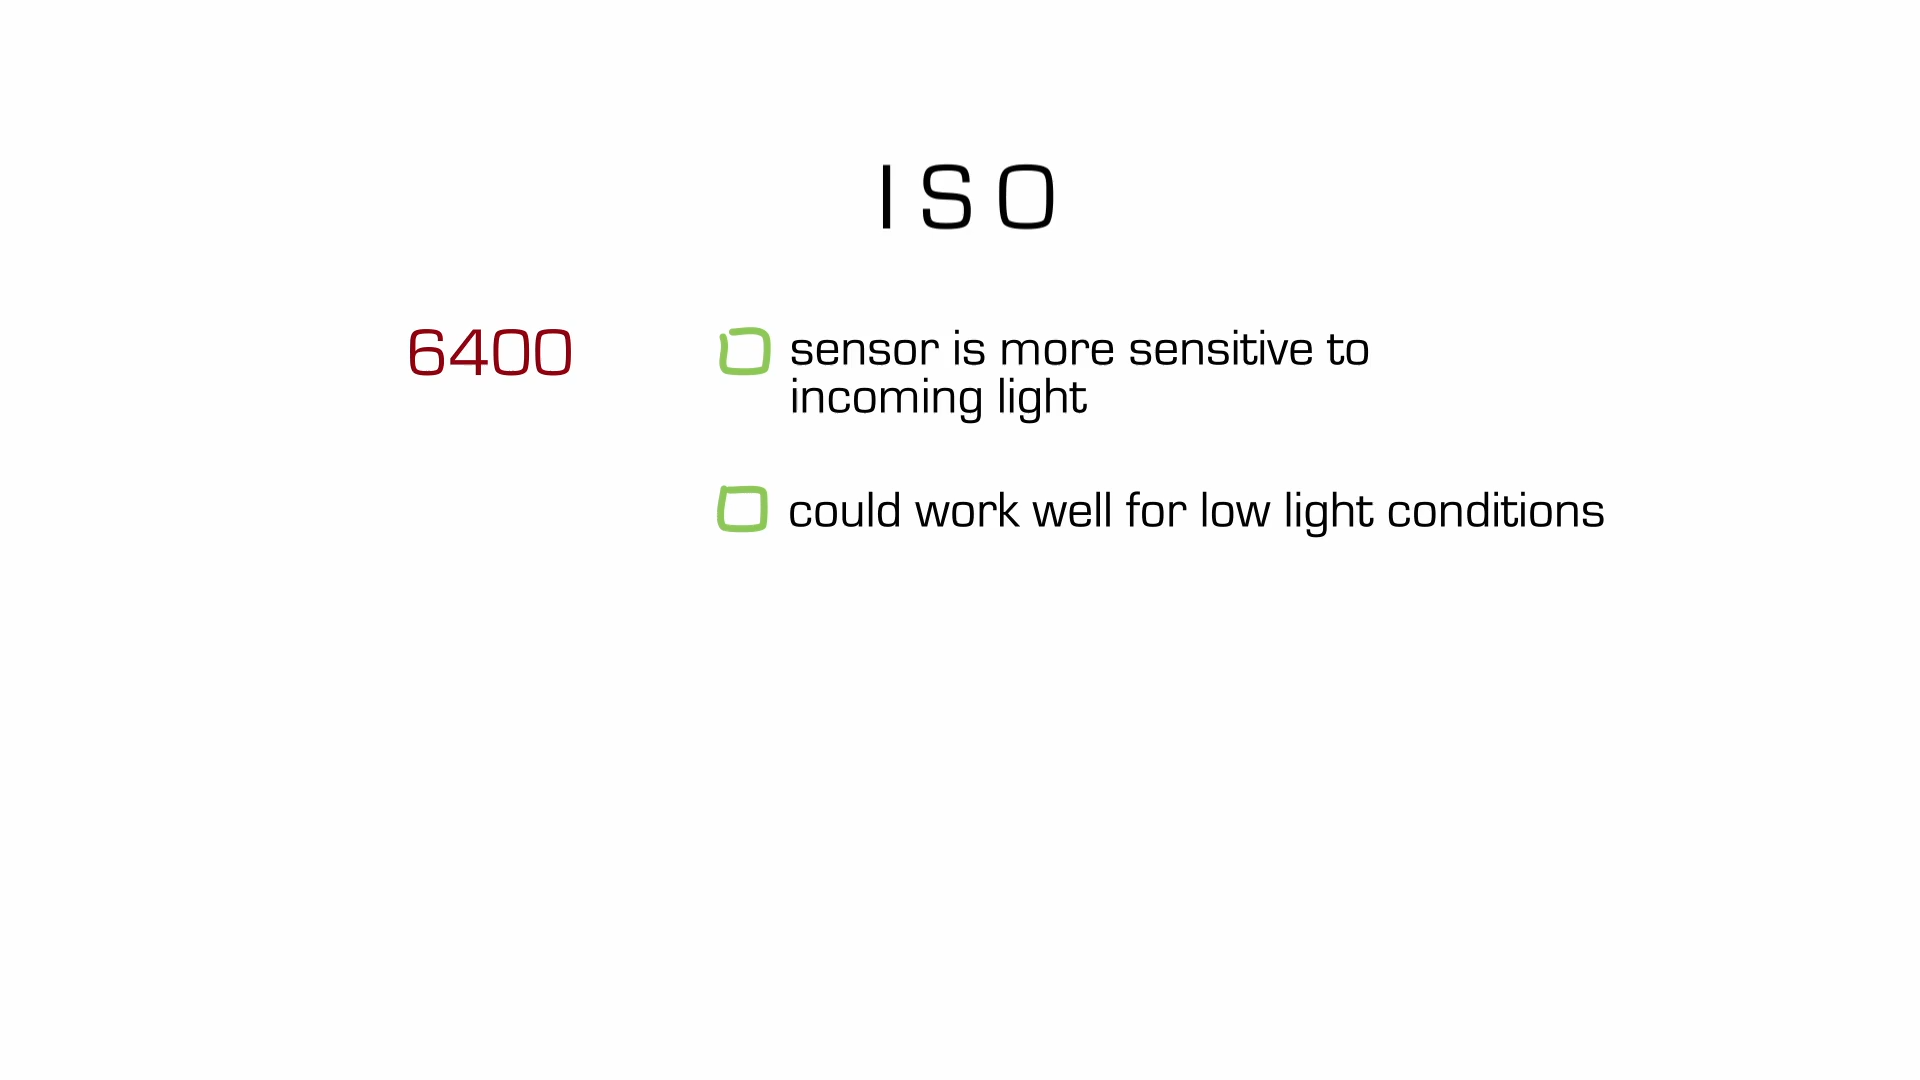 ISO
6400
sensor is more sensitive to
incoming light
could work well for low light conditions